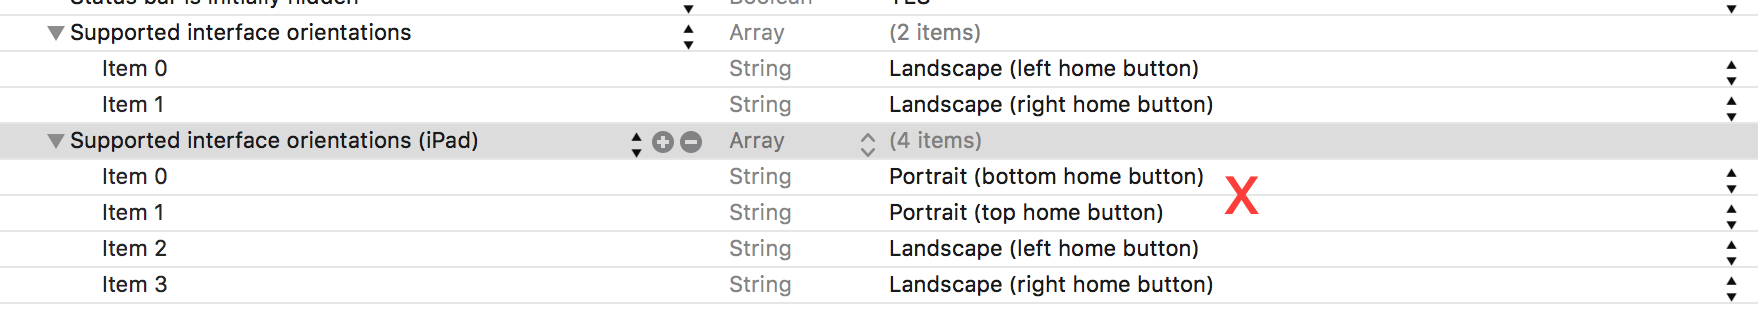 Status bar is initially hidden Boolean YES
Supported interface orientations Array (2 items)
Item 0 String Landscape (left home button)
Item 1 String Landscape (right home button)
Supported interface orientations (iPad) Array (4 items)
Item 0 String Portrait (bottom home button)
X
Item 1 String Portrait (top home button)
Item 2 String Landscape (left home button)
Item 3 String Landscape (right home button)